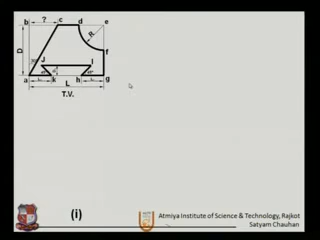 b ? c d e
D R
f
J I
a L k h L g
L
T.V.
(i)
Atmiya Institute of Science & Technology, Rajkot
Satyam Chauhan